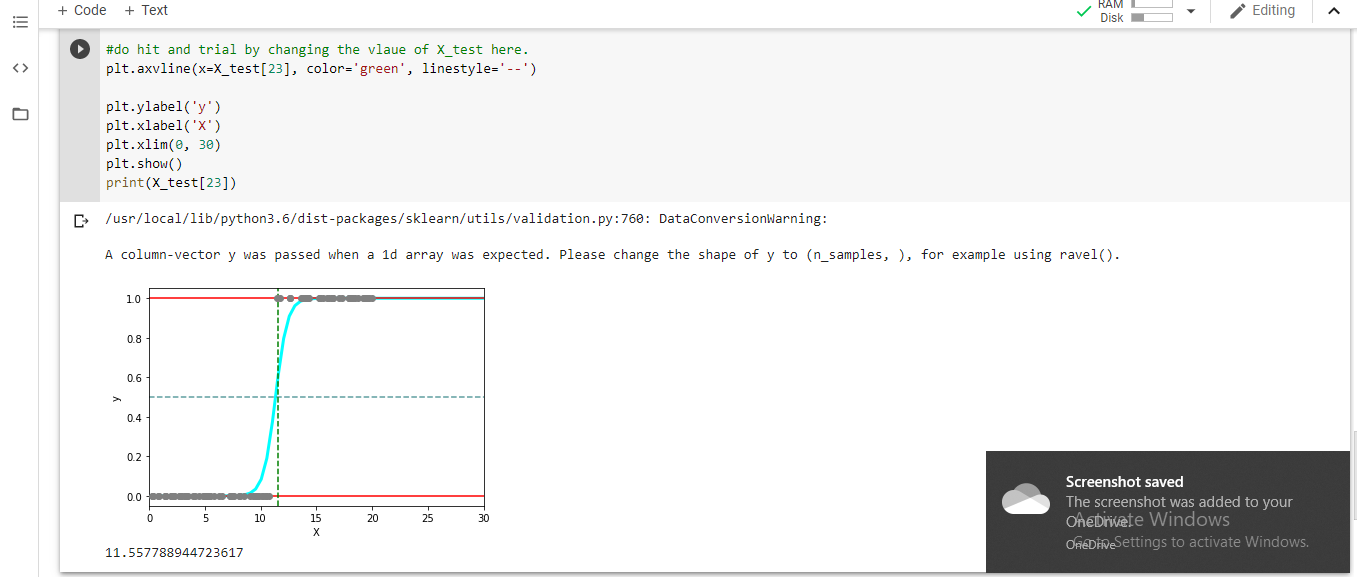 + Code + Text
RAM
Disk
Editing
#do hit and trial by changing the vlaue of X_test here.
plt.axvline(x=X_test[23], color='green', linestyle='--')
plt.ylabel('y')
plt.xlabel('X')
plt.xlim(0, 30)
plt.show()
print(X_test[23])
/usr/local/lib/python3.6/dist-packages/sklearn/utils/validation.py:760: DataConversionWarning:
A column-vector y was passed when a 1d array was expected. Please change the shape of y to (n_samples, ), for example using ravel().
1.0
0.8
0.6
y
0.4
0.2
0.0
0 5 10 15 20 25 30
X
11.557788944723617
Screenshot saved
The screenshot was added to your
OneDrive.
OneDrive
Activate Windows
Go to Settings to activate Windows.